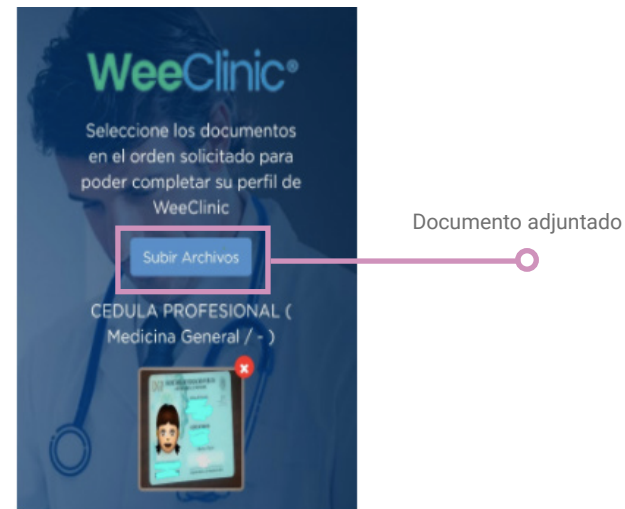 WeeClinic®
Seleccione los documentos
en el orden solicitado para
poder completar su perfil de
WeeClinic
Documento adjuntado
Subir Archivos
CEDULA PROFESIONAL (
Medicina General / - )